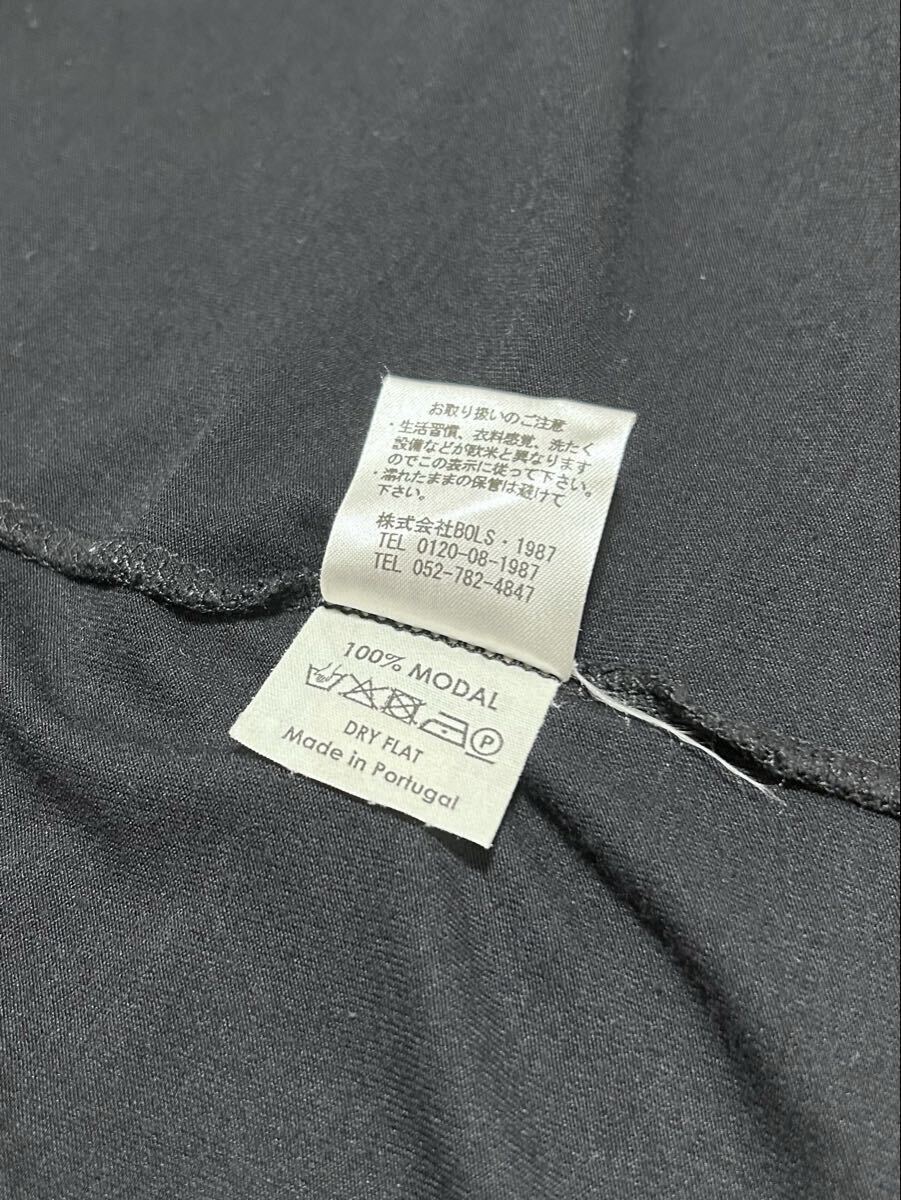 お取り扱いのご注意
・生活習慣、衣料感覚、洗たく
設備などが欧米と異なります
のでこの表示に従って下さい。
・濡れたままの保管は避けて
下さい。
株式会社BOLS・1987
TEL 0120-08-1987
TEL 052-782-4847
100% MODAL
P
DRY FLAT
Made in Portugal